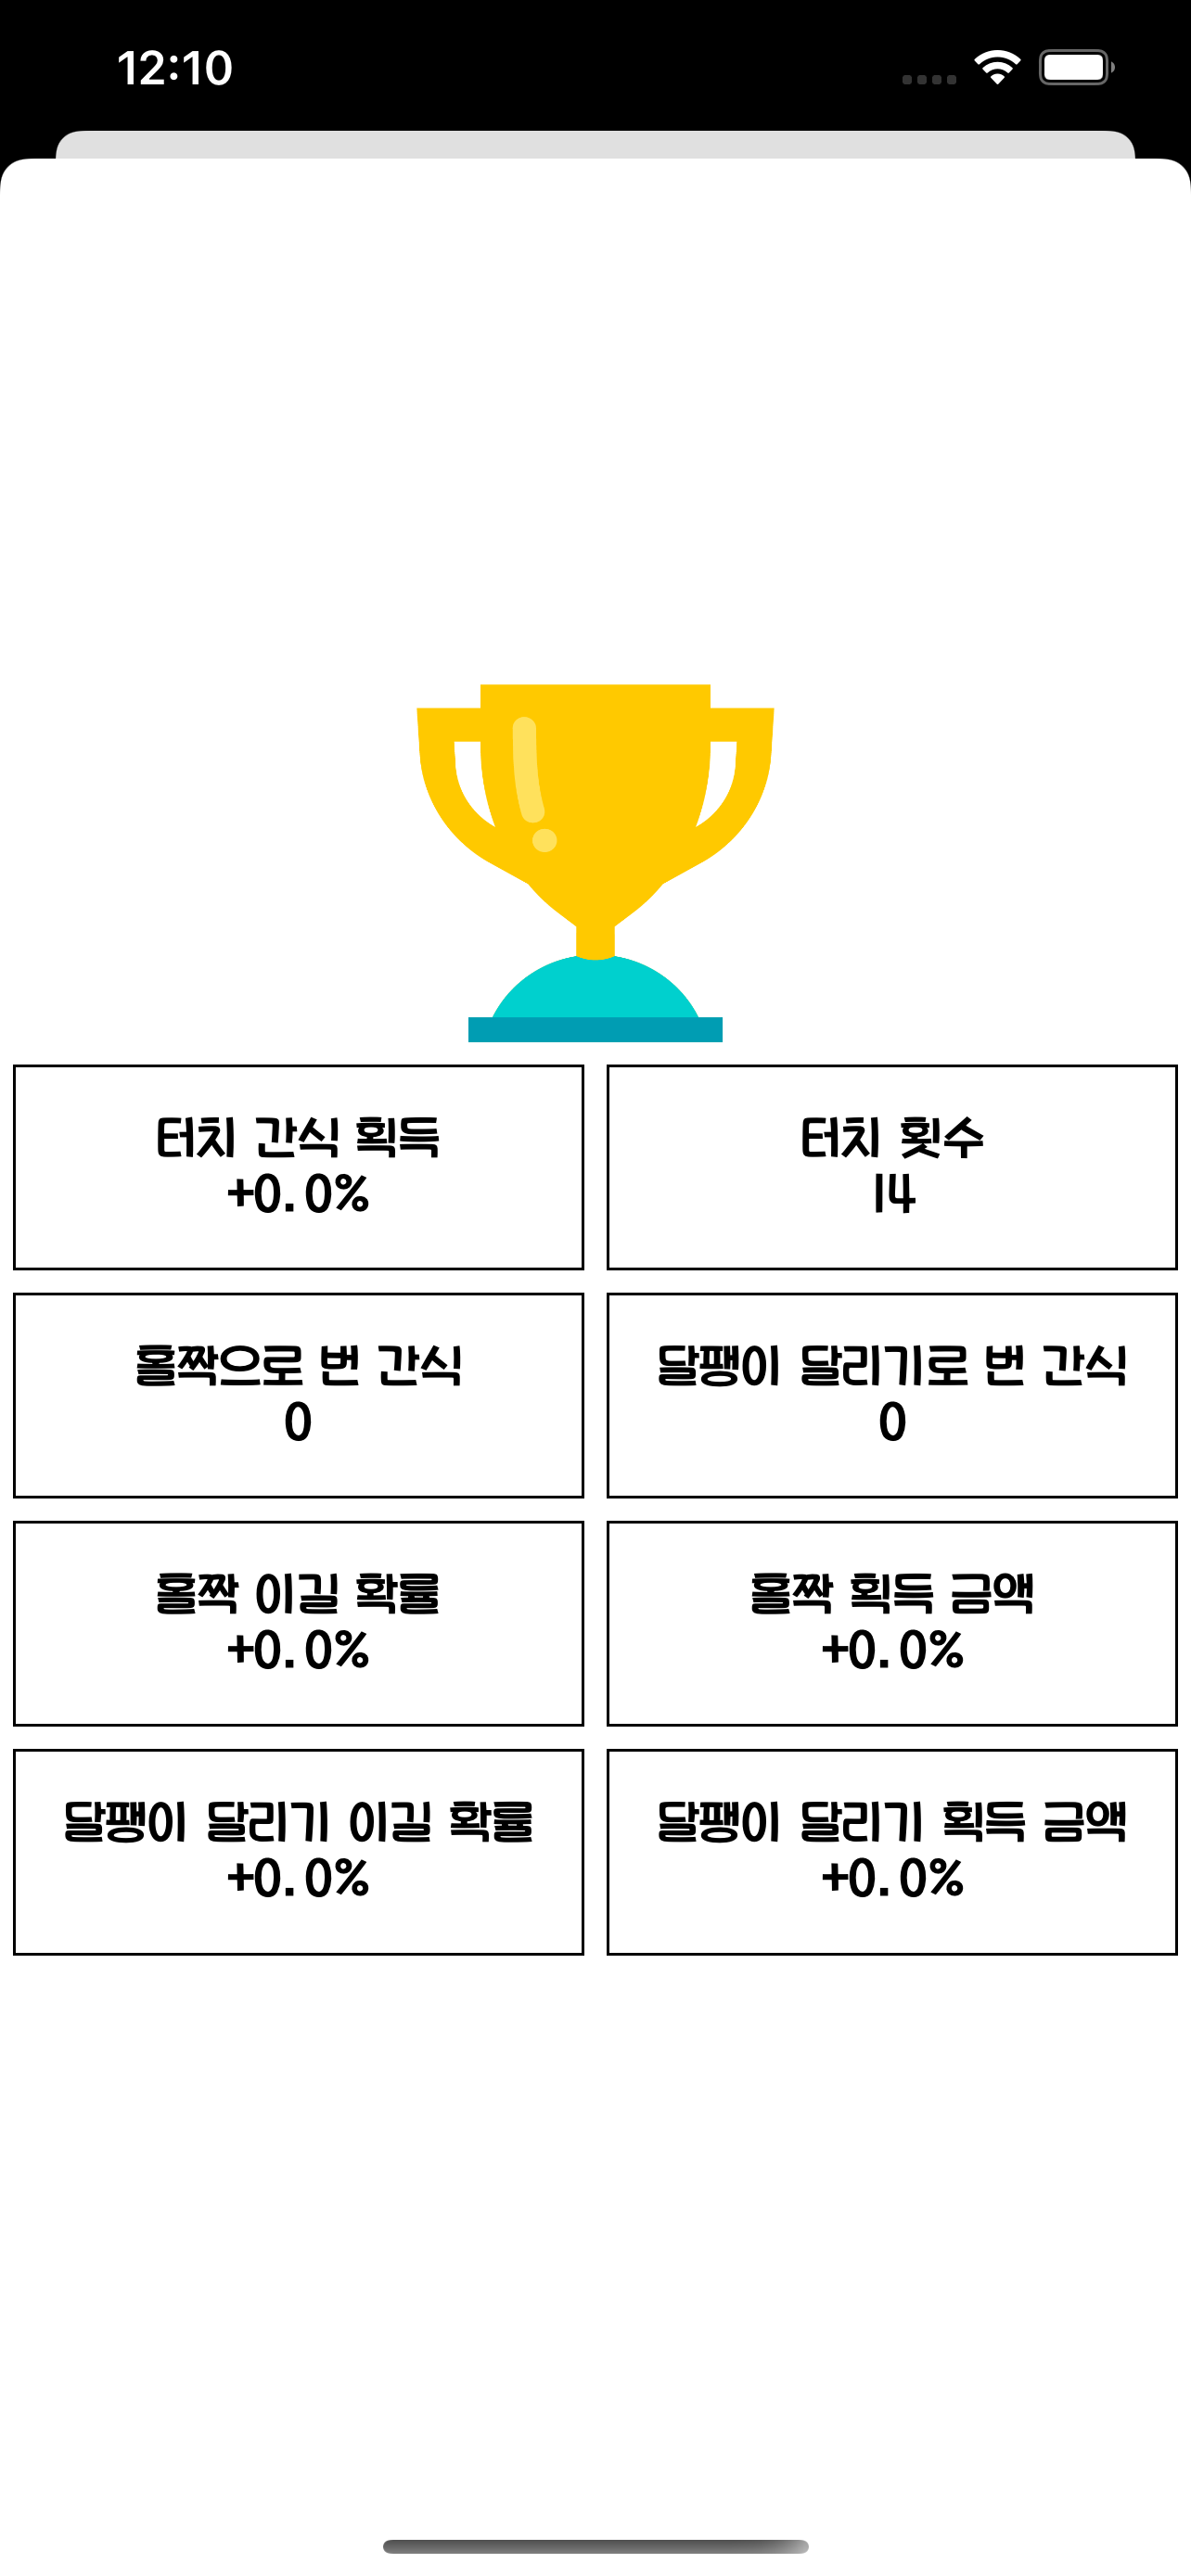 12:10
터치 간식 획득
+0.0%
터치 횟수
14
홀짝으로 번 간식
0
달팽이 달리기로 번 간식
0
홀짝 이길 확률
+0.0%
홀짝 획득 금액
+0.0%
달팽이 달리기 이길 확률
+0.0%
달팽이 달리기 획득 금액
+0.0%